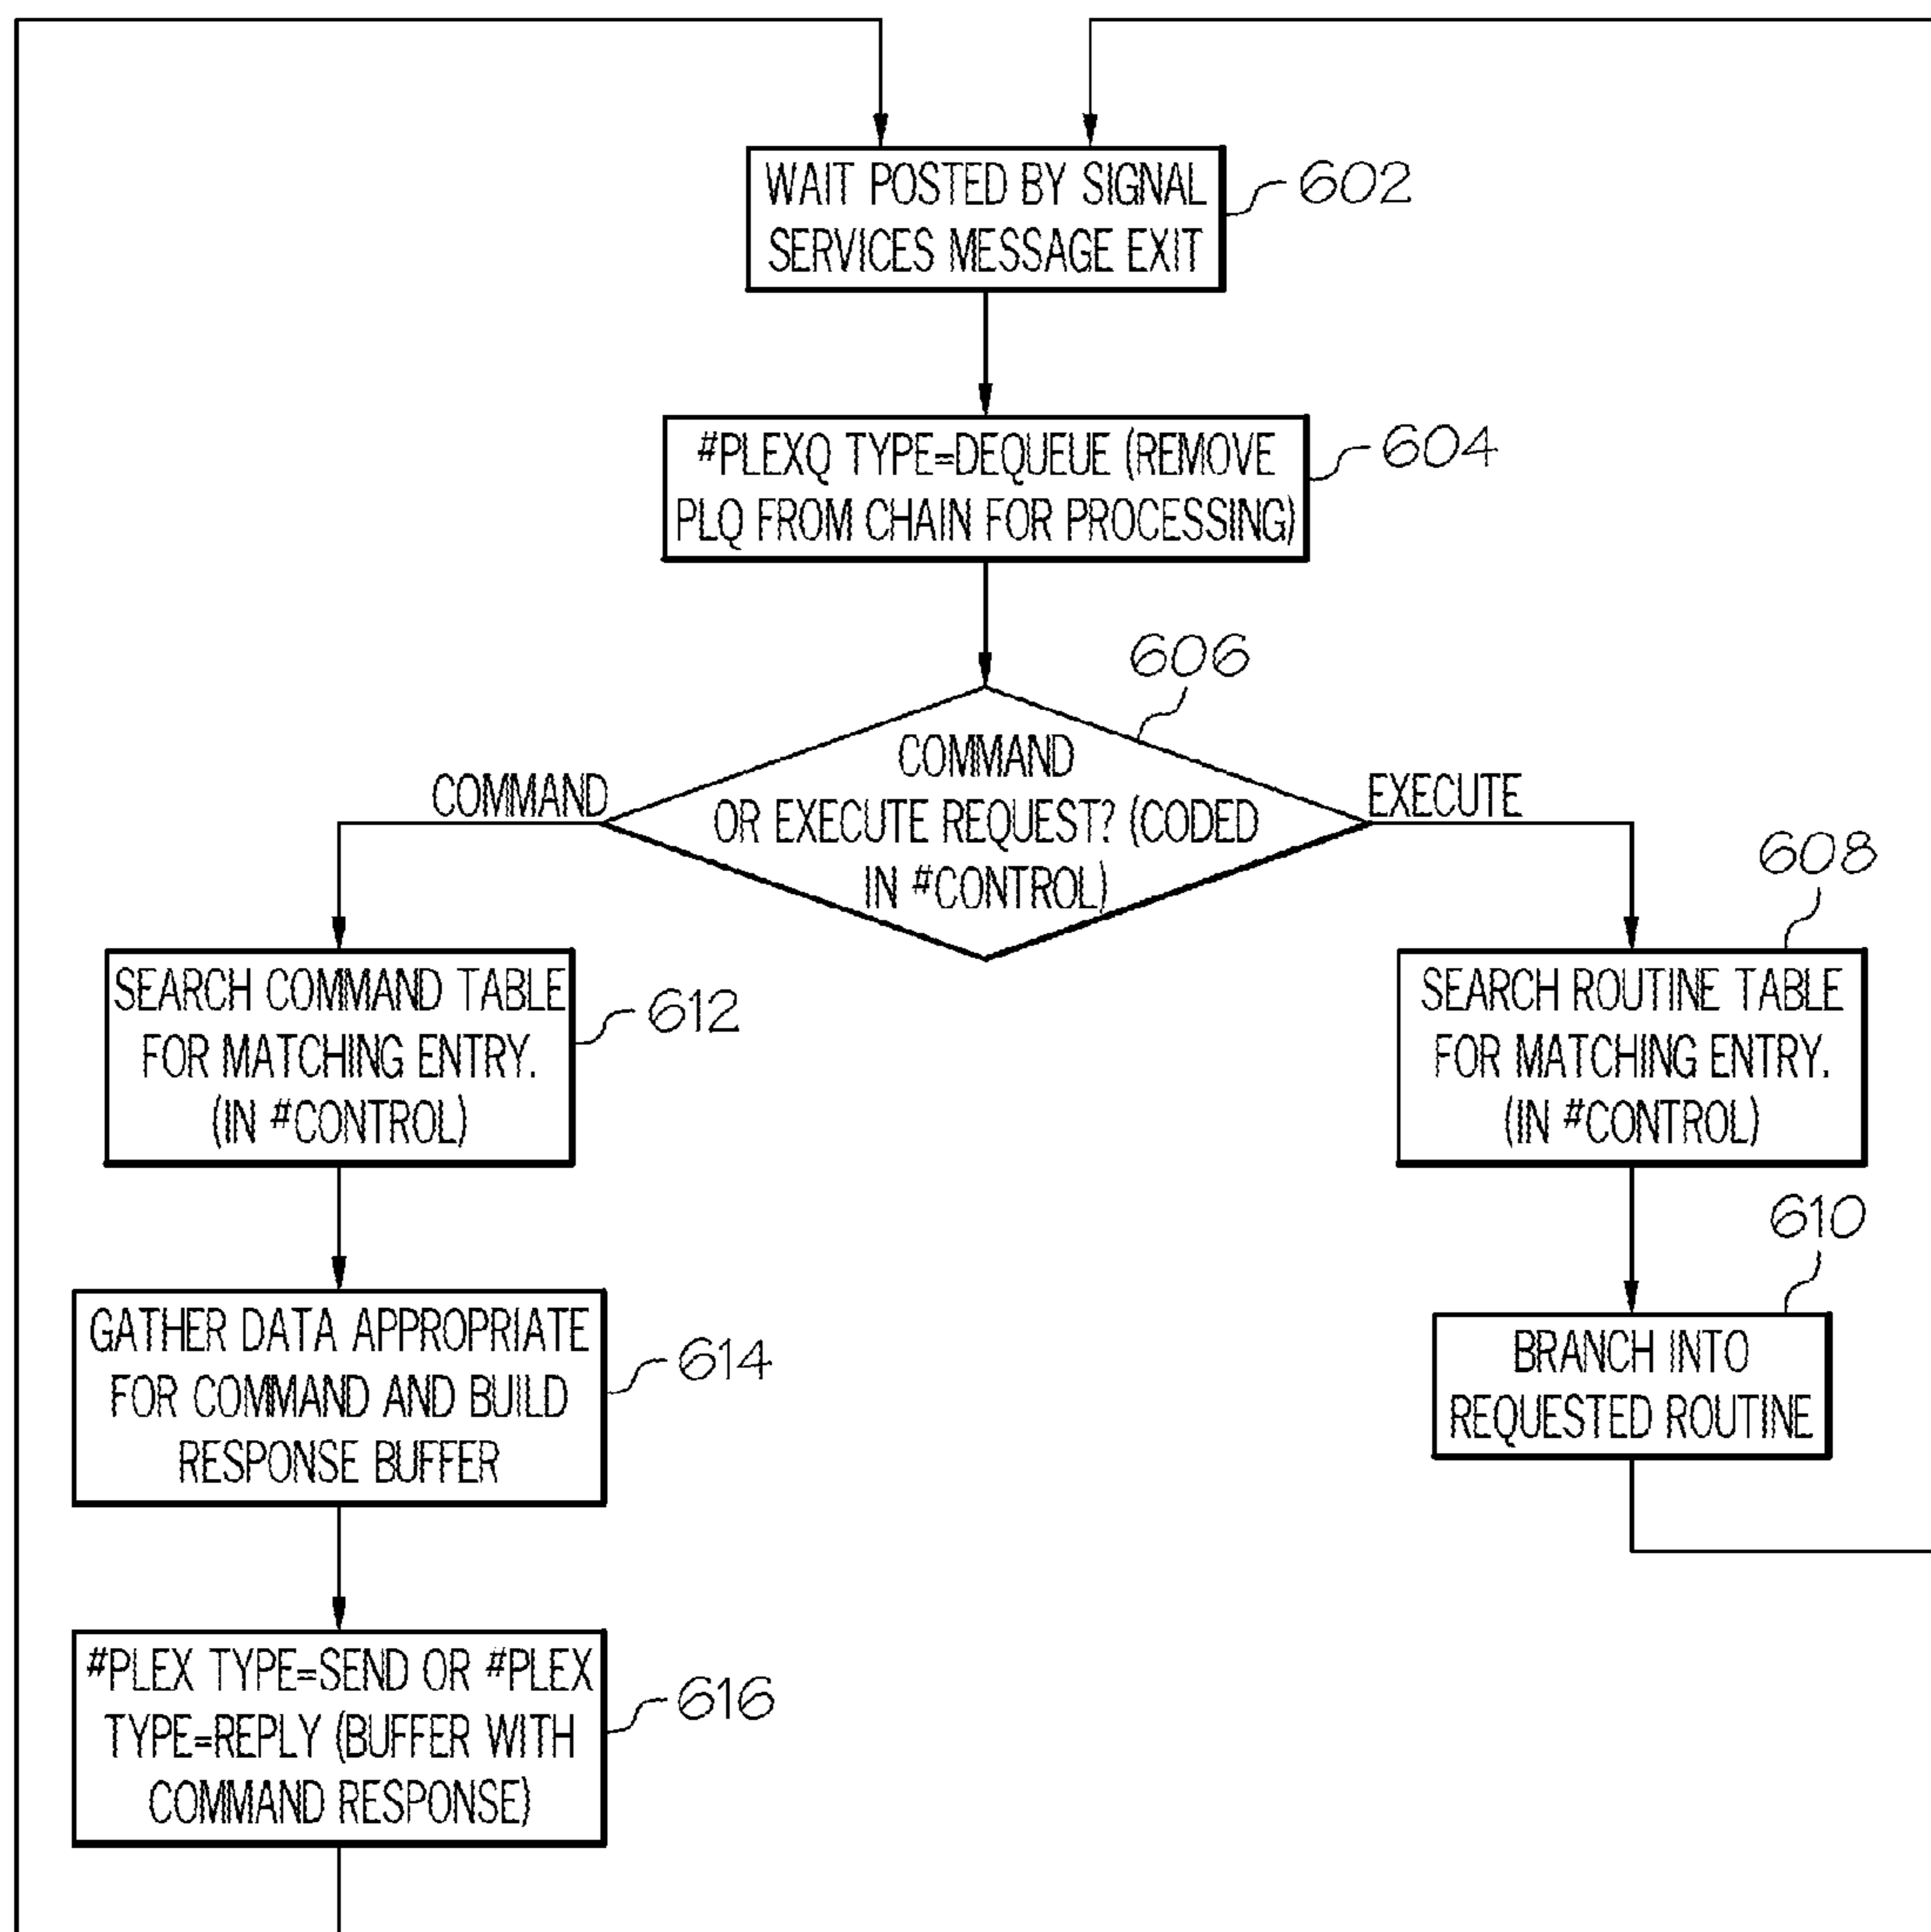 WAIT POSTED BY SIGNAL
SERVICES MESSAGE EXIT
602
#PLEXQ TYPE=DEQUEUE (REMOVE
PLQ FROM CHAIN FOR PROCESSING)
604
606
COMMAND
OR EXECUTE REQUEST? (CODED
IN #CONTROL)
COMMAND
EXECUTE
608
SEARCH COMMAND TABLE
FOR MATCHING ENTRY.
(IN #CONTROL)
612
SEARCH ROUTINE TABLE
FOR MATCHING ENTRY.
(IN #CONTROL)
610
GATHER DATA APPROPRIATE
FOR COMMAND AND BUILD
RESPONSE BUFFER
614
BRANCH INTO
REQUESTED ROUTINE
#PLEX TYPE=SEND OR #PLEX
TYPE=REPLY (BUFFER WITH
COMMAND RESPONSE)
616